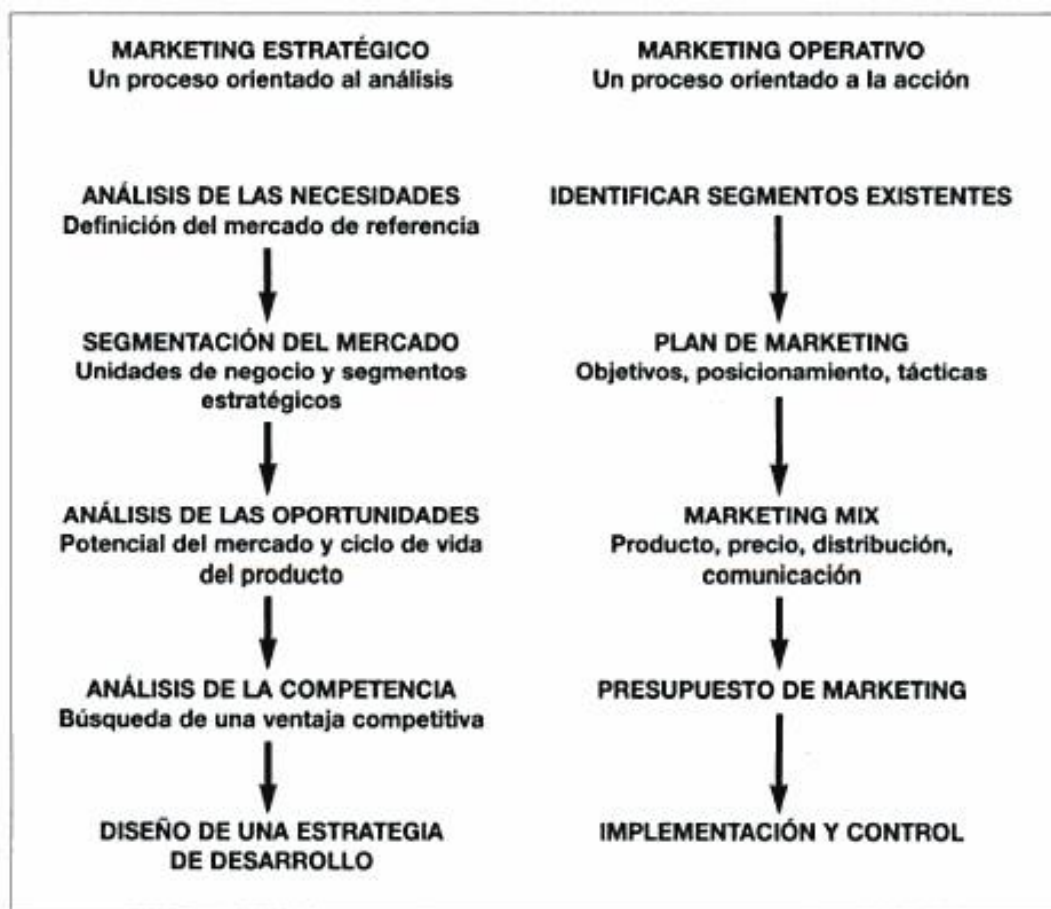 MARKETING ESTRATÉGICO
Un proceso orientado al análisis
ANÁLISIS DE LAS NECESIDADES
Definición del mercado de referencia
SEGMENTACIÓN DEL MERCADO
Unidades de negocio y segmentos
estratégicos
ANÁLISIS DE LAS OPORTUNIDADES
Potencial del mercado y ciclo de vida
del producto
ANÁLISIS DE LA COMPETENCIA
Búsqueda de una ventaja competitiva
DISEÑO DE UNA ESTRATEGIA
DE DESARROLLO
MARKETING OPERATIVO
Un proceso orientado a la acción
IDENTIFICAR SEGMENTOS EXISTENTES
PLAN DE MARKETING
Objetivos, posicionamiento, tácticas
MARKETING MIX
Producto, precio, distribución,
comunicación
PRESUPUESTO DE MARKETING
IMPLEMENTACIÓN Y CONTROL